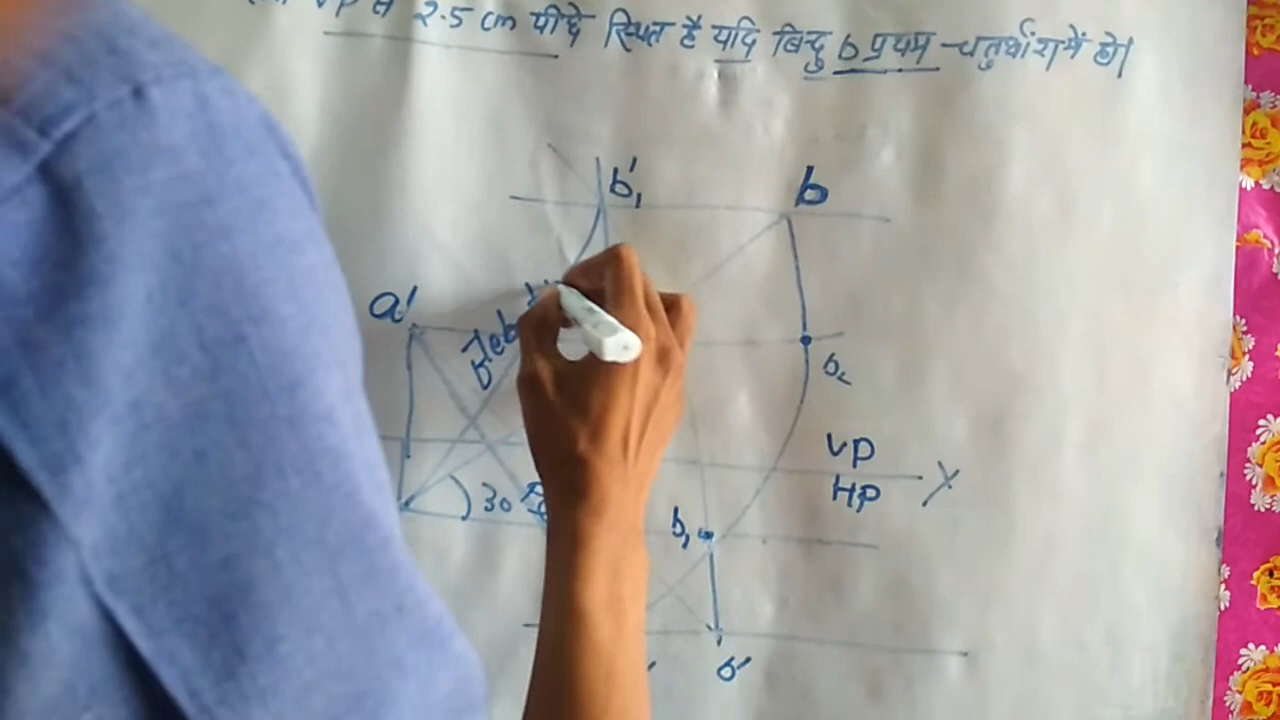 VP से 2.5 cm पीछे स्थित है यदि बिन्दु b प्रथम चतुर्थांश में हो।
b'₁
b
a'
b₂
VP
X
HP
30
b₁
b'